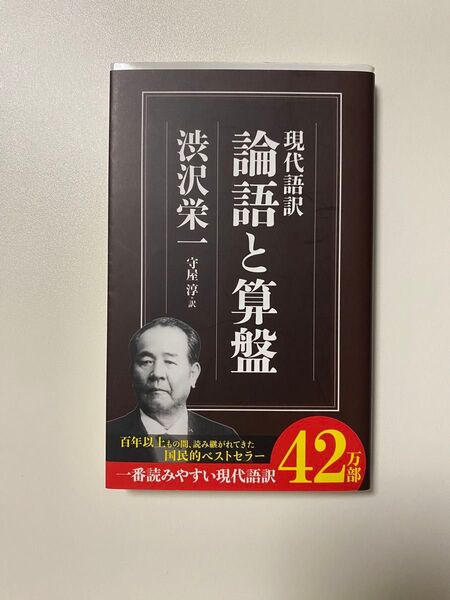 現代語訳
論語と算盤
渋沢栄一
守屋 淳・訳
百年以上もの間、読み継がれてきた
国民的ベストセラー
一番読みやすい現代語訳
42万部